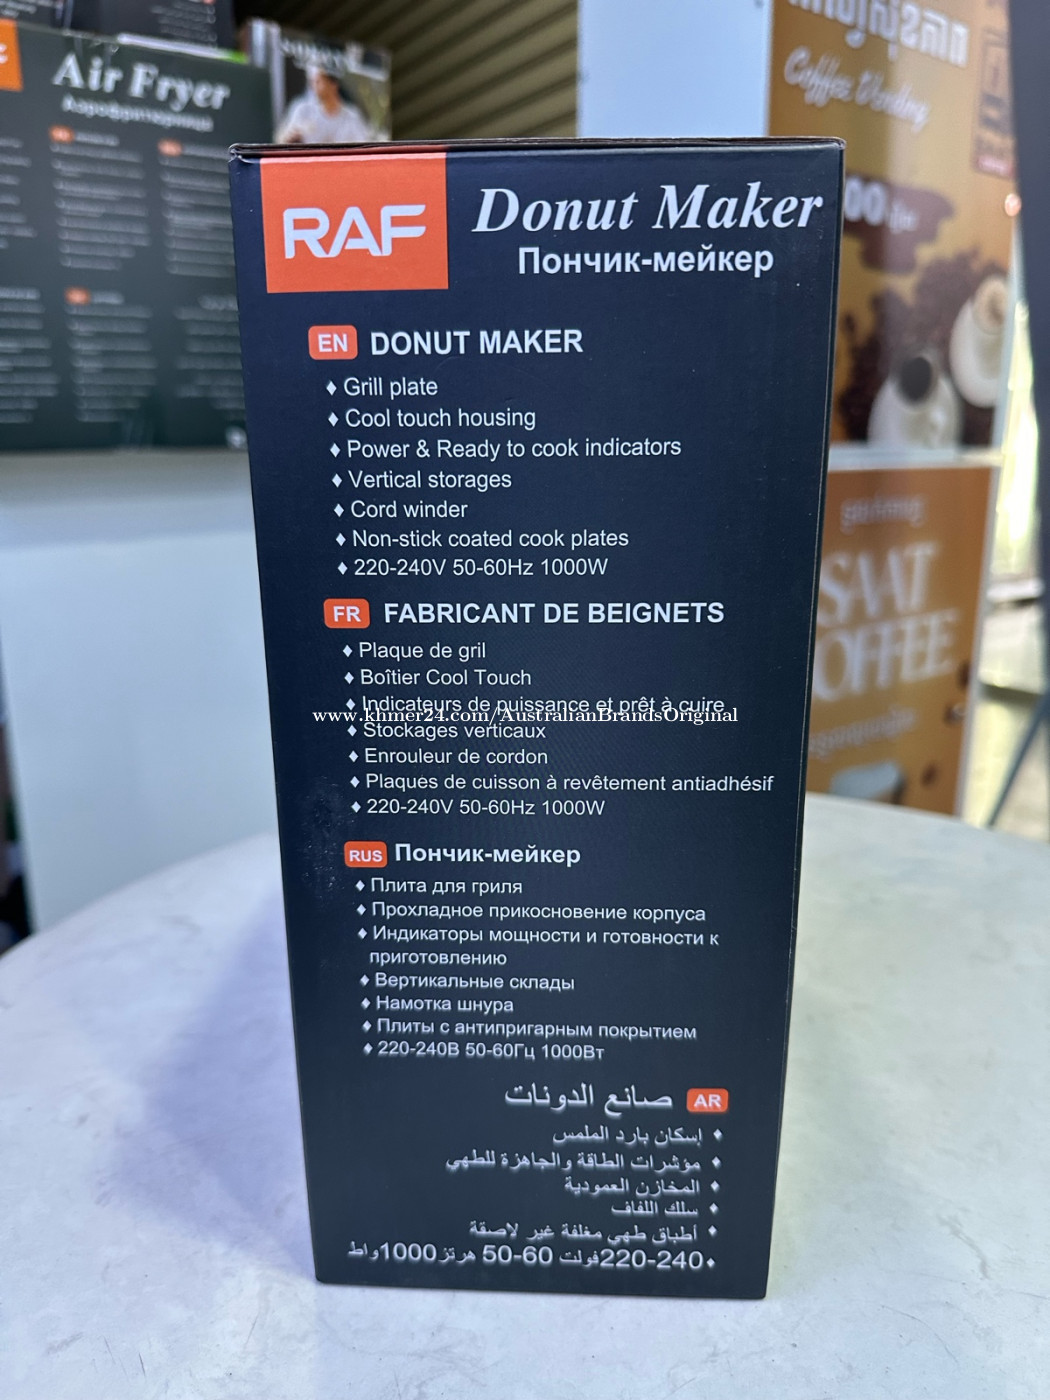 Air Fryer
Аэрофритюрница
Coffee Vending
RAF
Donut Maker
Пончик-мейкер
EN DONUT MAKER
♦ Grill plate
♦ Cool touch housing
♦ Power & Ready to cook indicators
♦ Vertical storages
♦ Cord winder
♦ Non-stick coated cook plates
♦ 220-240V 50-60Hz 1000W
FR FABRICANT DE BEIGNETS
♦ Plaque de gril
♦ Boîtier Cool Touch
♦ Indicateurs de puissance et prêt à cuire
www.khmer24.com/AustralianBrandsOriginal
♦ Stockages verticaux
♦ Enrouleur de cordon
♦ Plaques de cuisson à revêtement antiadhésif
♦ 220-240V 50-60Hz 1000W
RUS Пончик-мейкер
♦ Плита для гриля
♦ Прохладное прикосновение корпуса
♦ Индикаторы мощности и готовности к
приготовлению
♦ Вертикальные склады
♦ Намотка шнура
♦ Плиты с антипригарным покрытием
♦ 220-240В 50-60Гц 1000Вт
AR صانع الدونات
♦ إسكان بارد الملمس
♦ مؤشرات الطاقة والجاهزة للطهي
♦ المخازن العمودية
♦ سلك اللفاف
♦ أطباق طهي مغلفة غير لاصقة
♦ 220-240فولت 50-60 هرتز 1000واط
SAAT
COFFEE